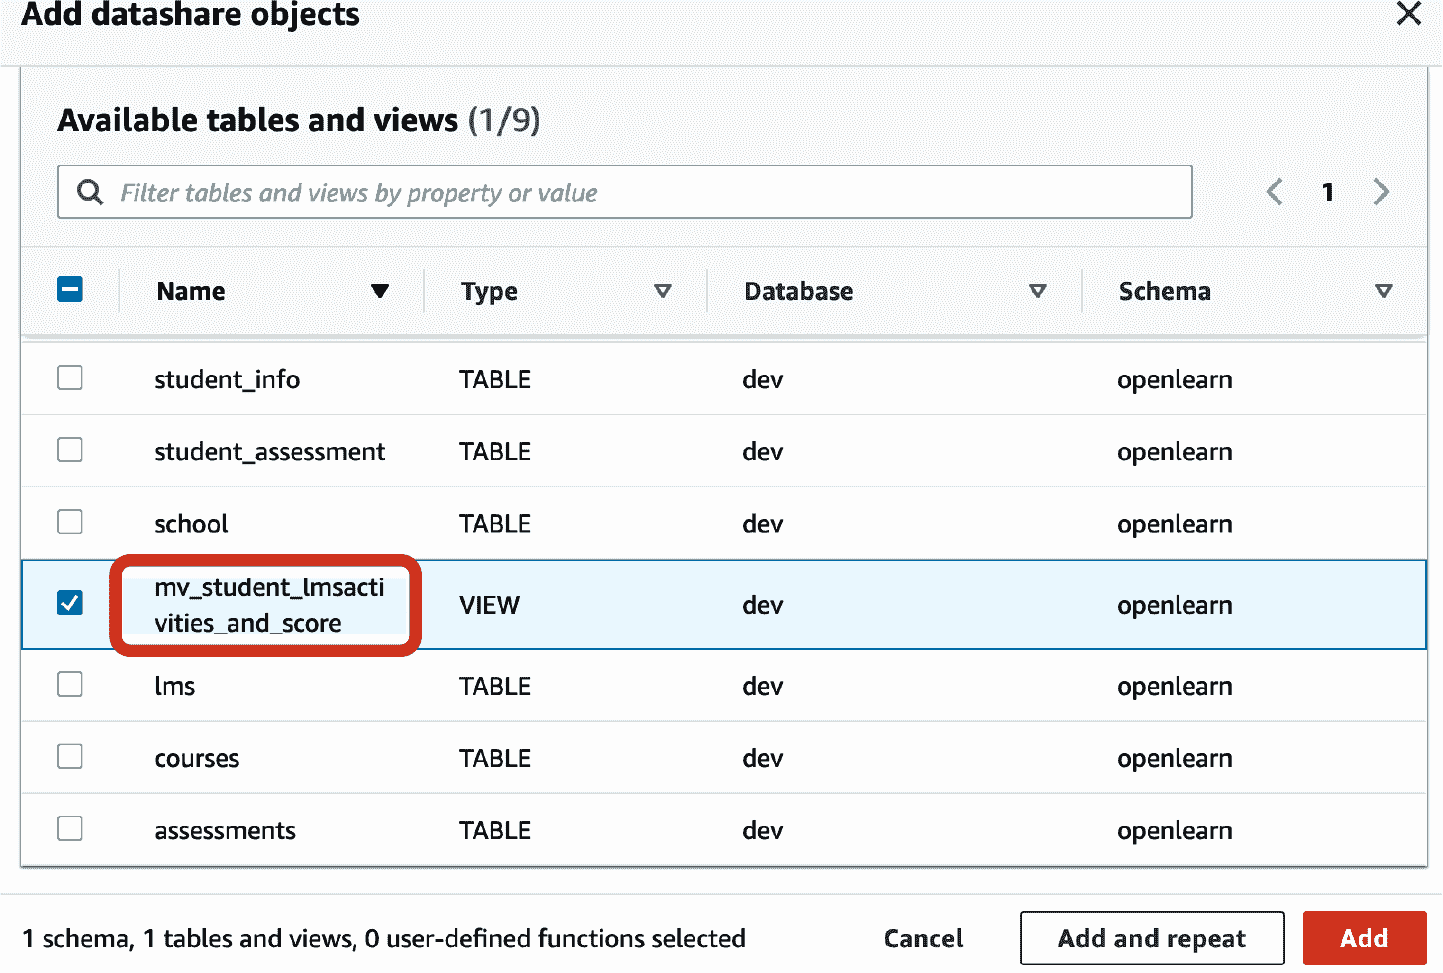 Add datashare objects
Available tables and views (1/9)
Filter tables and views by property or value
1
Name Type Database Schema
student_info TABLE dev openlearn
student_assessment TABLE dev openlearn
school TABLE dev openlearn
mv_student_lmsacti
vities_and_score VIEW dev openlearn
lms TABLE dev openlearn
courses TABLE dev openlearn
assessments TABLE dev openlearn
1 schema, 1 tables and views, 0 user-defined functions selected Cancel Add and repeat Add